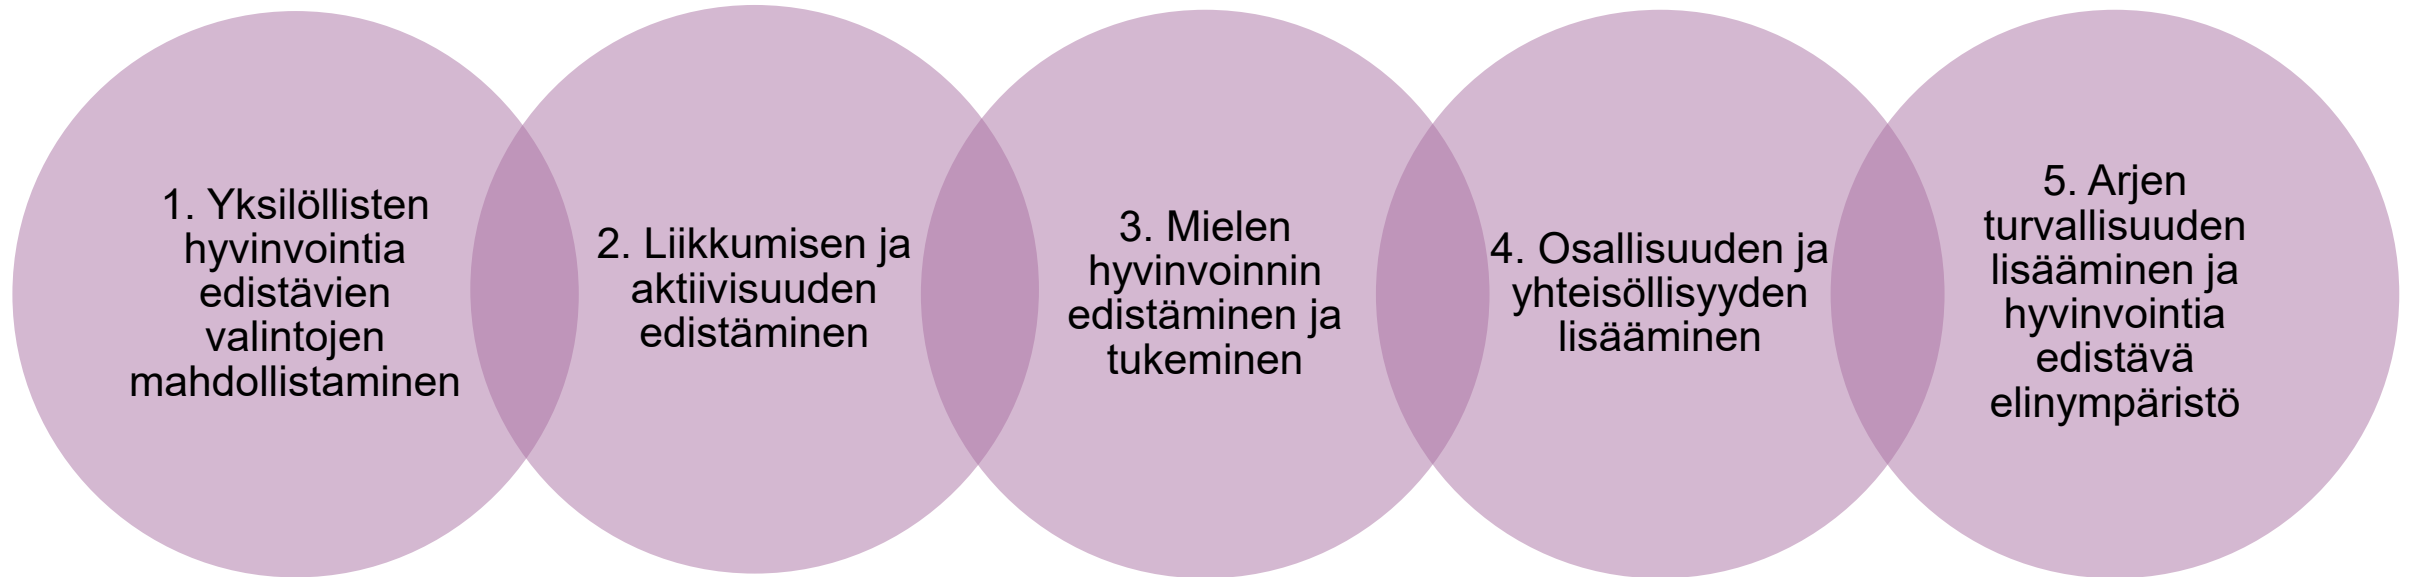 1. Yksilöllisten
hyvinvointia
edistävien
valintojen
mahdollistaminen
2. Liikkumisen ja
aktiivisuuden
edistäminen
3. Mielen
hyvinvoinnin
edistäminen ja
tukeminen
4. Osallisuuden ja
yhteisöllisyyden
lisääminen
5. Arjen
turvallisuuden
lisääminen ja
hyvinvointia
edistävä
elinympäristö